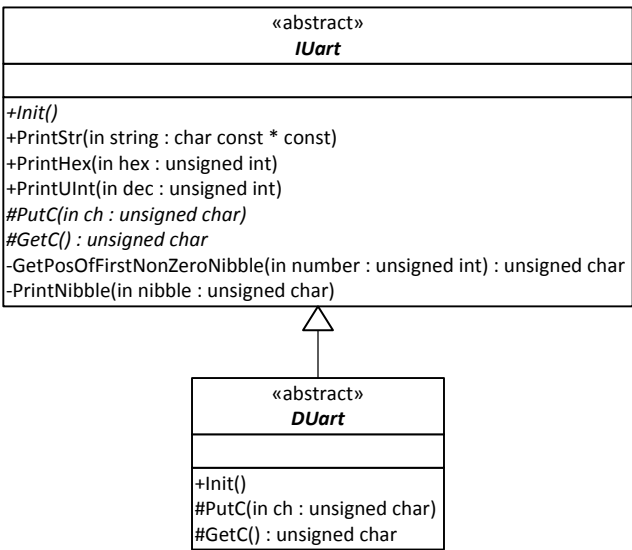 «abstract»
IUart
+Init()
+PrintStr(in string : char const * const)
+PrintHex(in hex : unsigned int)
+PrintUInt(in dec : unsigned int)
#PutC(in ch : unsigned char)
#GetC() : unsigned char
-GetPosOfFirstNonZeroNibble(in number : unsigned int) : unsigned char
-PrintNibble(in nibble : unsigned char)
«abstract»
DUart
+Init()
#PutC(in ch : unsigned char)
#GetC() : unsigned char